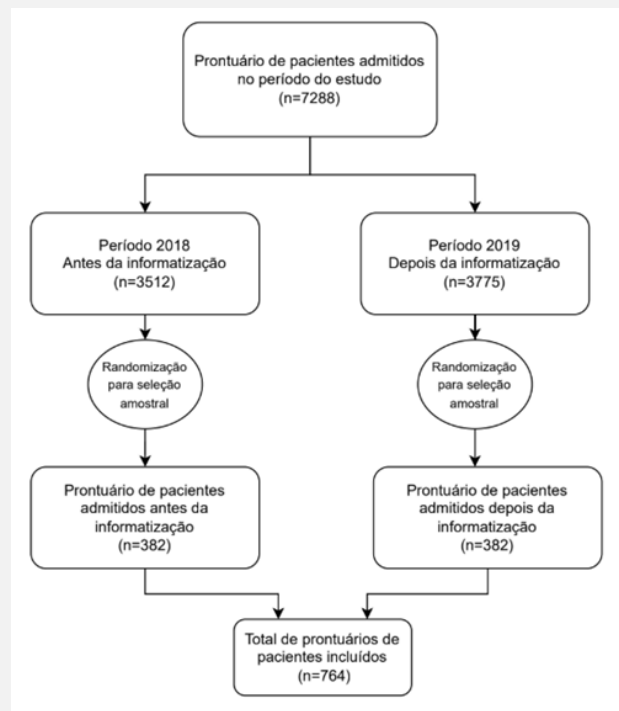 Prontuário de pacientes admitidos
no período do estudo
(n=7288)
Período 2018
Antes da informatização
(n=3512)
Período 2019
Depois da informatização
(n=3775)
Randomização
para seleção
amostral
Randomização
para seleção
amostral
Prontuário de pacientes
admitidos antes da
informatização
(n=382)
Prontuário de pacientes
admitidos depois da
informatização
(n=382)
Total de prontuários de
pacientes incluídos
(n=764)